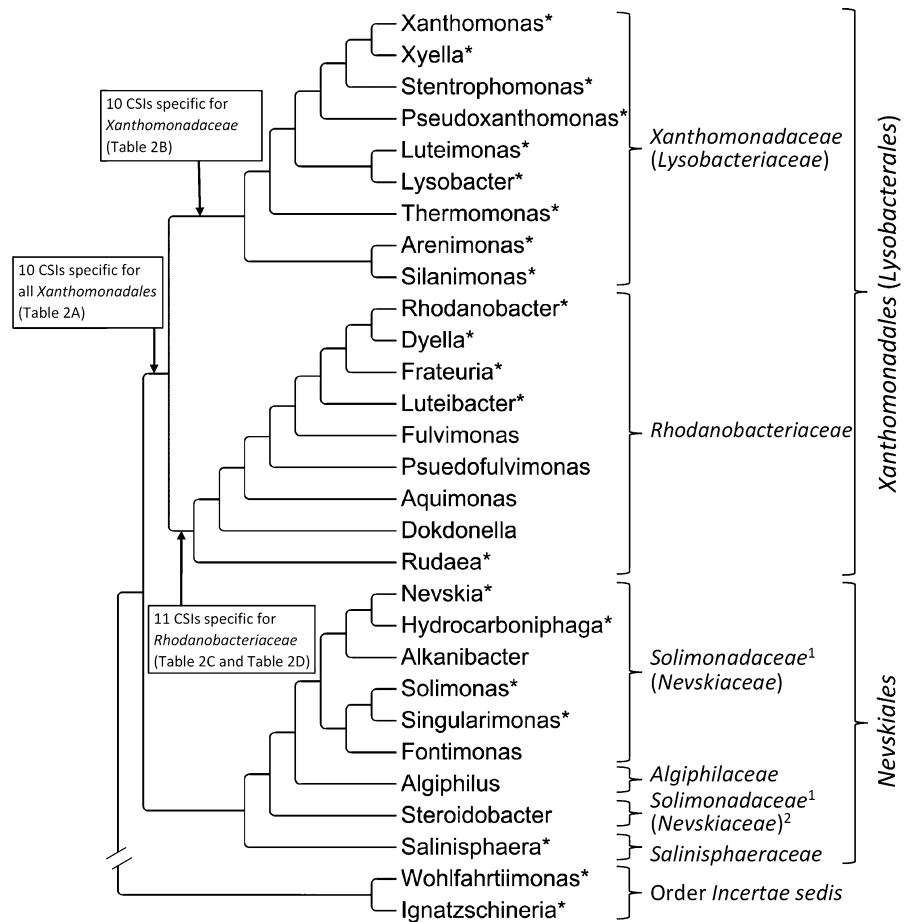 Xanthomonas*
Xyella*
Stentrophomonas*
Pseudoxanthomonas*
Luteimonas*
Lysobacter*
Thermomonas*
Arenimonas*
Silanimonas*
Rhodanobacter*
Dyella*
Frateuria*
Luteibacter*
Fulvimonas
Psuedofulvimonas
Aquimonas
Dokdonella
Rudaea*
Nevskia*
Hydrocarboniphaga*
Alkanibacter
Solimonas*
Singularimonas*
Fontimonas
Algiphilus
Steroidobacter
Salinisphaera*
Wohlfahrtiimonas*
Ignatzschineria*
10 CSIs specific for
Xanthomonadaceae
(Table 2B)
10 CSIs specific for
all Xanthomonadales
(Table 2A)
11 CSIs specific for
Rhodanobacteriaceae
(Table 2C and Table 2D)
Xanthomonadaceae
(Lysobacteriaceae)
Rhodanobacteriaceae
Solimonadaceae¹
(Nevskiaceae)
Algiphilaceae
Solimonadaceae¹
(Nevskiaceae)²
Salinisphaeraceae
Order Incertae sedis
Xanthomonadales (Lysobacterales)
Nevskiales